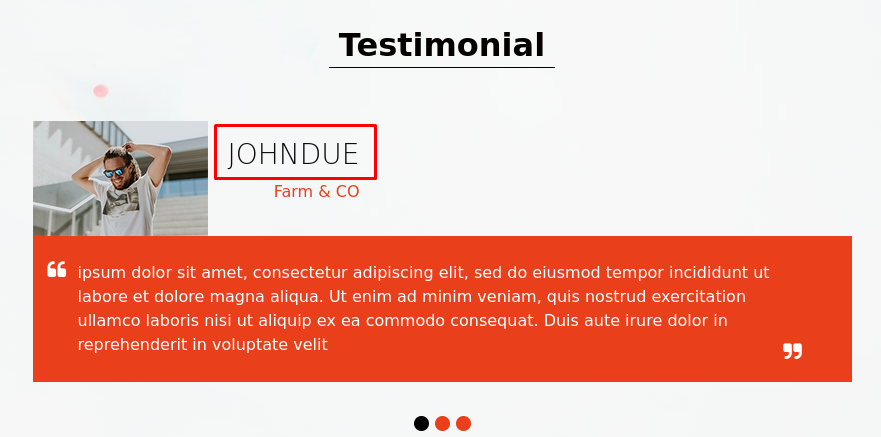 Testimonial
JOHNDUE
Farm & CO
❝ ipsum dolor sit amet, consectetur adipiscing elit, sed do eiusmod tempor incididunt ut
labore et dolore magna aliqua. Ut enim ad minim veniam, quis nostrud exercitation
ullamco laboris nisi ut aliquip ex ea commodo consequat. Duis aute irure dolor in
reprehenderit in voluptate velit ❞